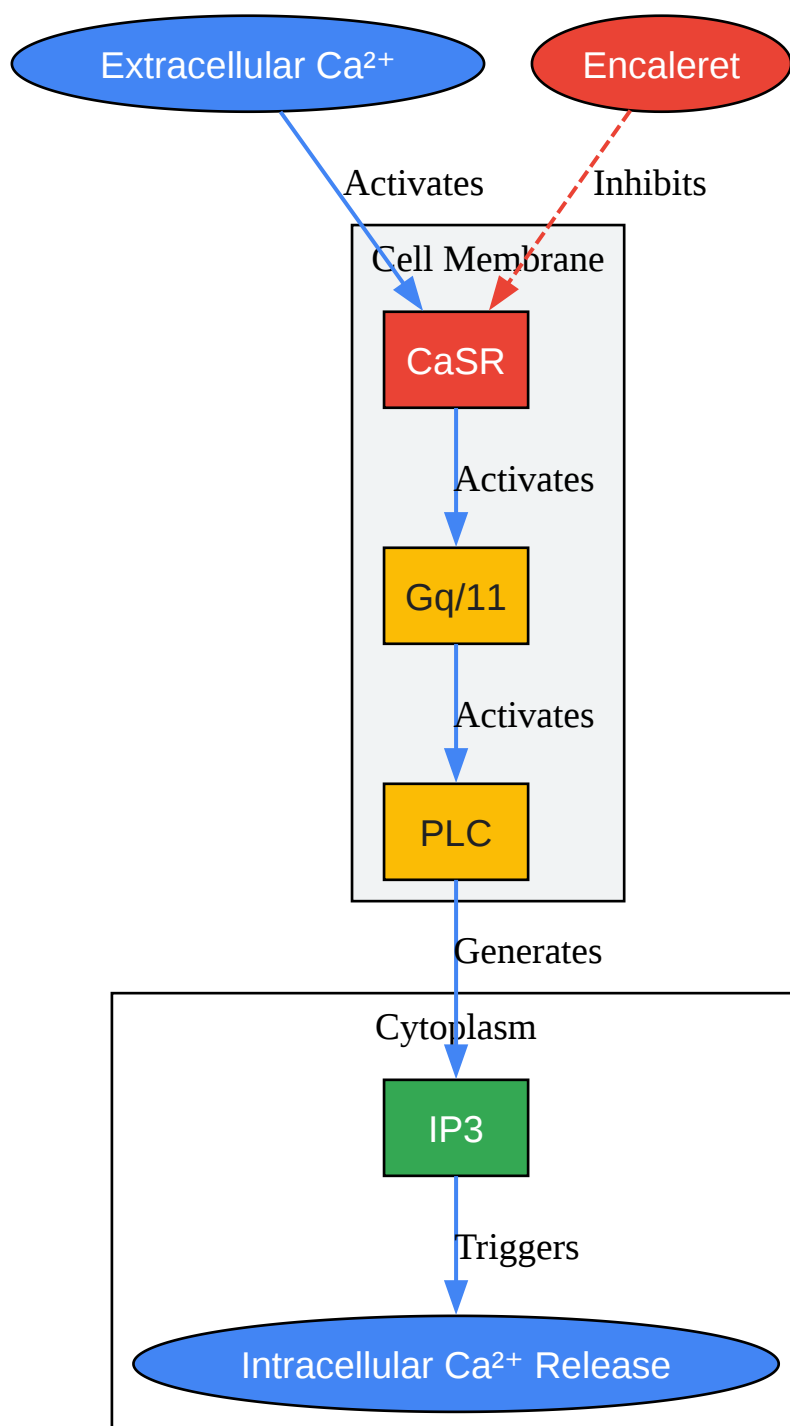 Extracellular Ca²⁺
Encaleret
Activates
Inhibits
Cell Membrane
CaSR
Activates
Gq/11
Activates
PLC
Generates
Cytoplasm
IP3
Triggers
Intracellular Ca²⁺ Release